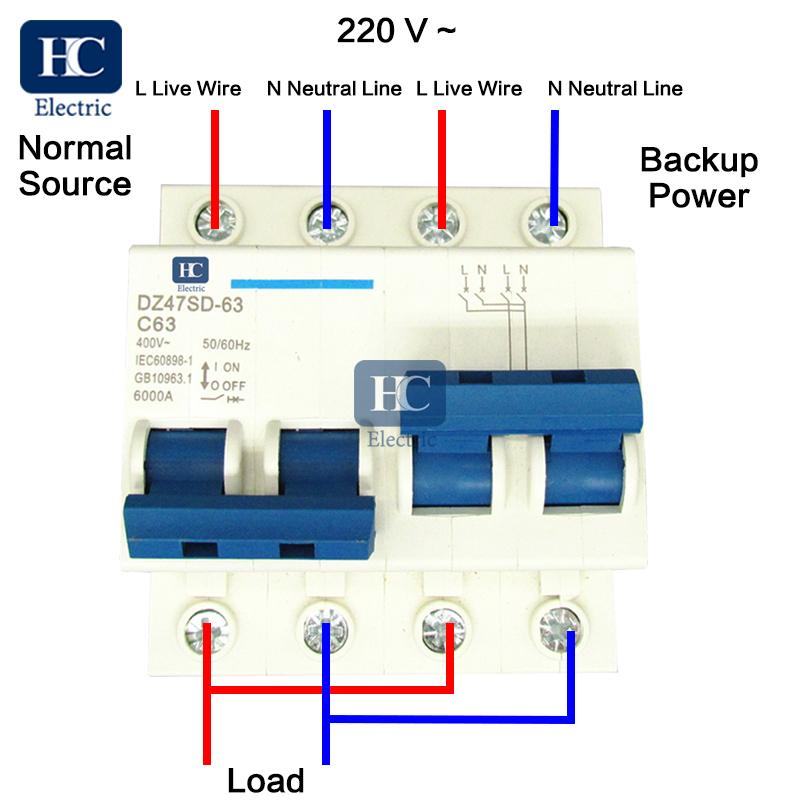 220 V ~
HC
Electric
L Live Wire N Neutral Line L Live Wire N Neutral Line
Normal
Source
Backup
Power
HC
Electric
DZ47SD-63
C63
400V~ 50/60Hz
IEC60898-1
GB10963.1
6000A
I ON
O OFF
L N L N
HC
Electric
Load